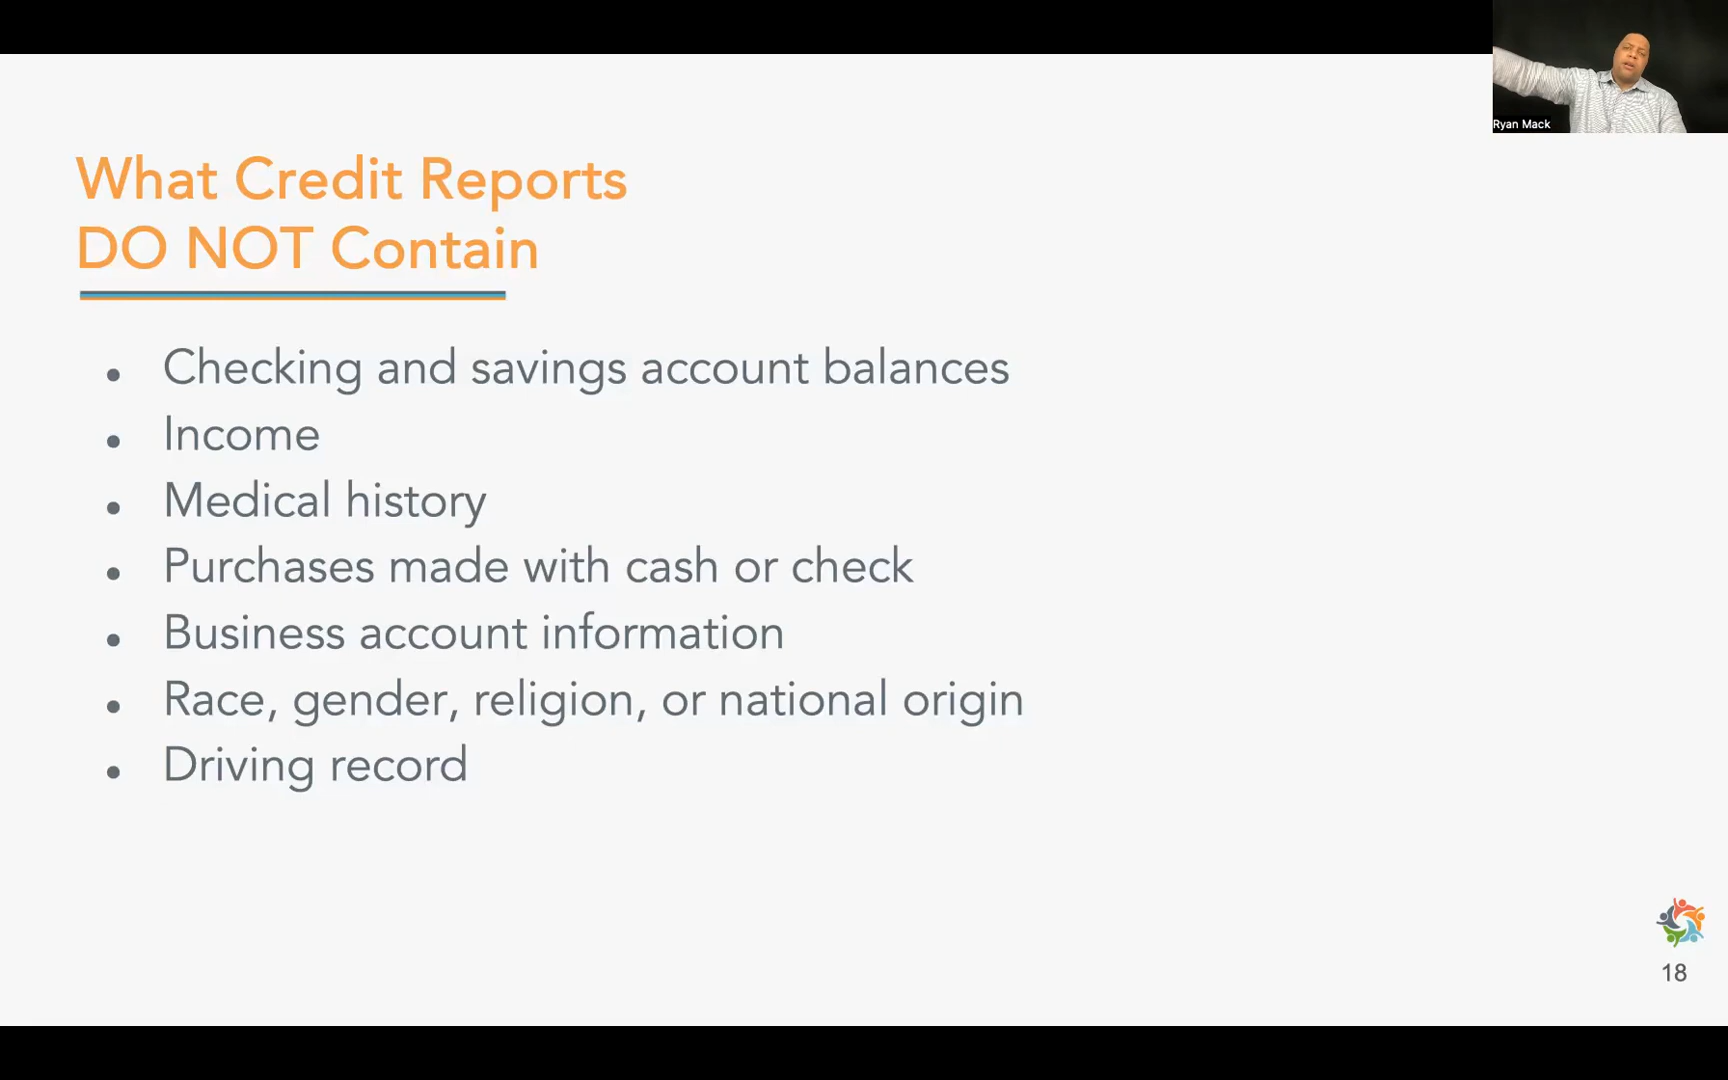 Ryan Mack
What Credit Reports
DO NOT Contain
• Checking and savings account balances
• Income
• Medical history
• Purchases made with cash or check
• Business account information
• Race, gender, religion, or national origin
• Driving record
18